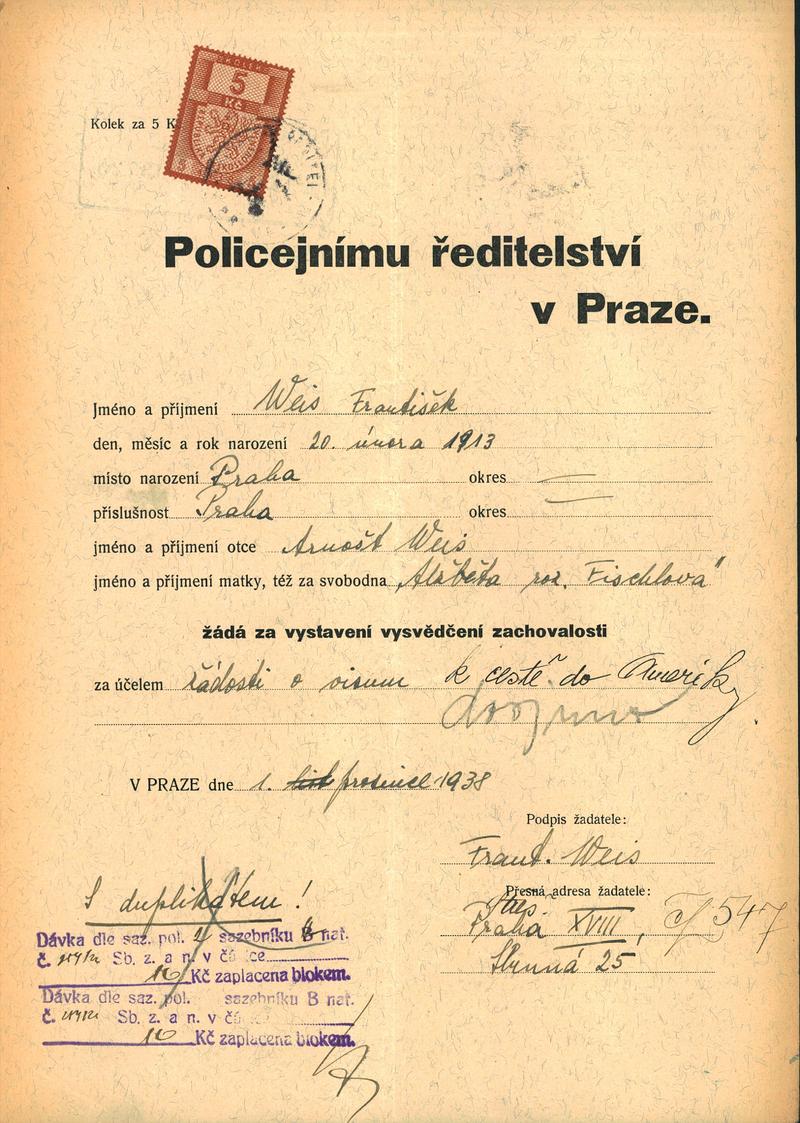 5
Kč
Kolek za 5 K
Policejnímu ředitelství
v Praze.
Jméno a příjmení Weis František
den, měsíc a rok narození 20. února 1913
místo narození Praha okres
příslušnost Praha okres
jméno a příjmení otce Arnošt Weis
jméno a příjmení matky, též za svobodna „Alžběta roz. Fischlová"
žádá za vystavení vysvědčení zachovalosti
za účelem žádosti o visum k cestě do Ameriky
V PRAZE dne 1. list prosince 1938
Podpis žadatele:
Frant. Weis
Přesná adresa žadatele:
Praha XVIII,
25
S duplikátem!
Dávka dle saz. pol. 2 sazebníku B nař.
č. Sb. z. a n. v částce
10 Kč zaplacena blokem.
Dávka dle saz. pol. sazebníku B nař.
č. Sb. z. a n. v
10 Kč zaplacena blokem.